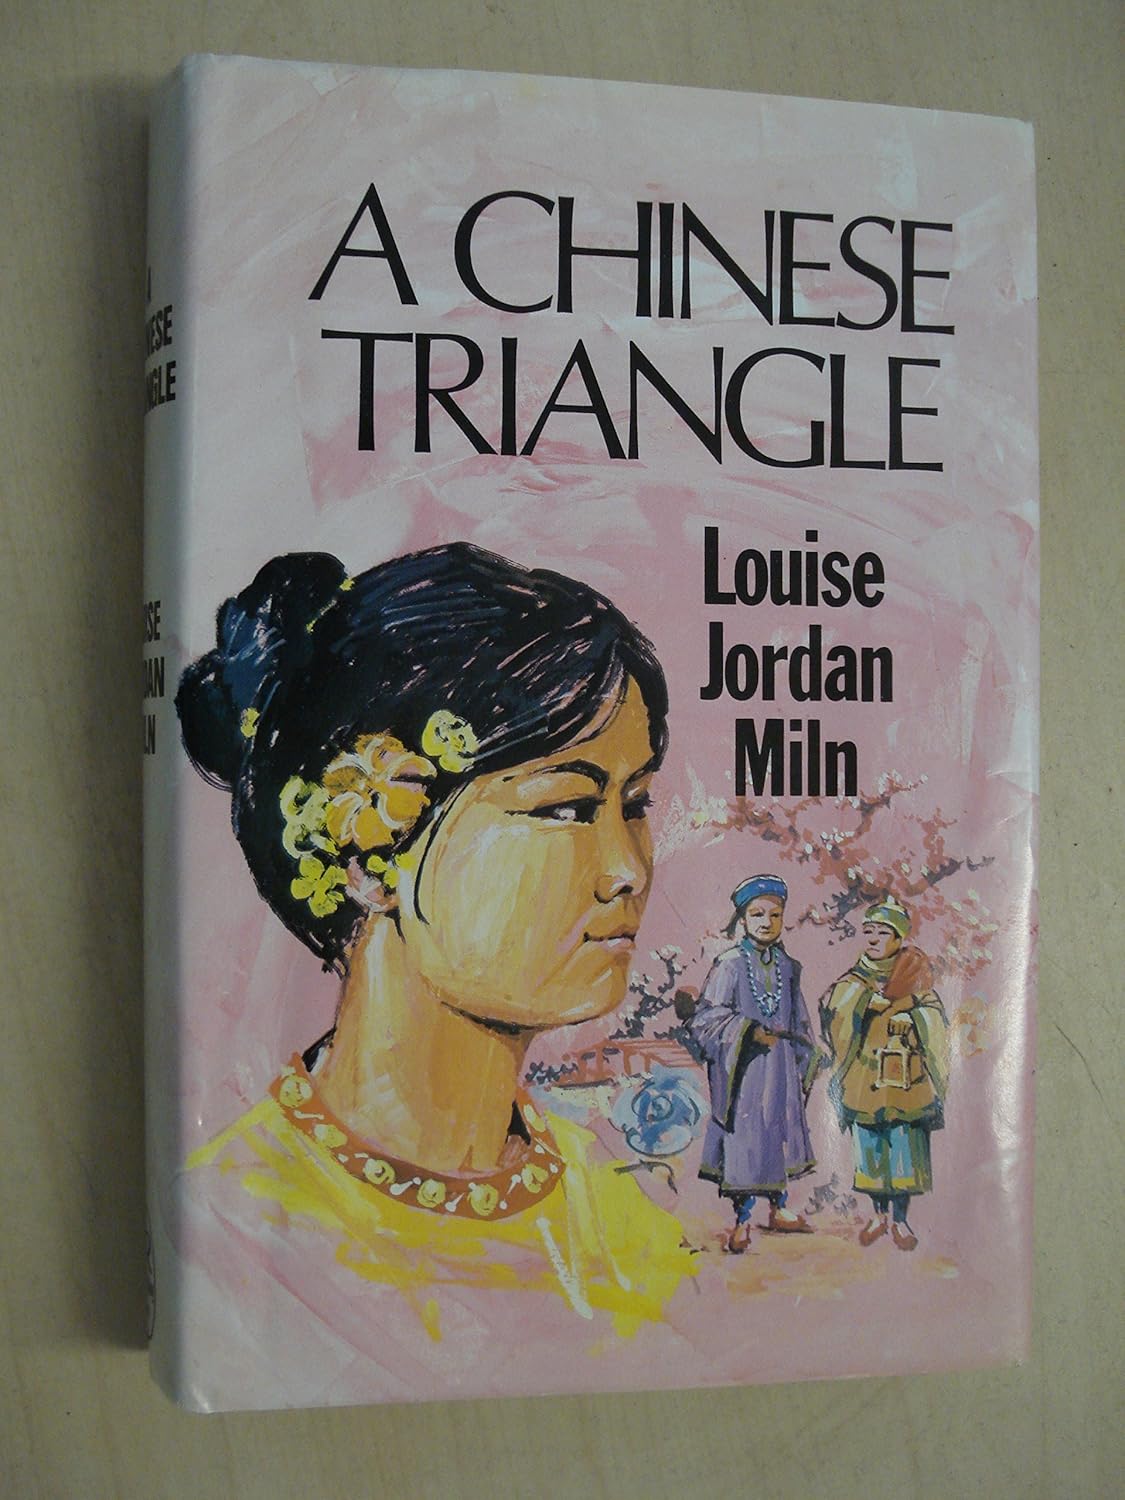 A CHINESE
TRIANGLE
Louise
Jordan
Miln